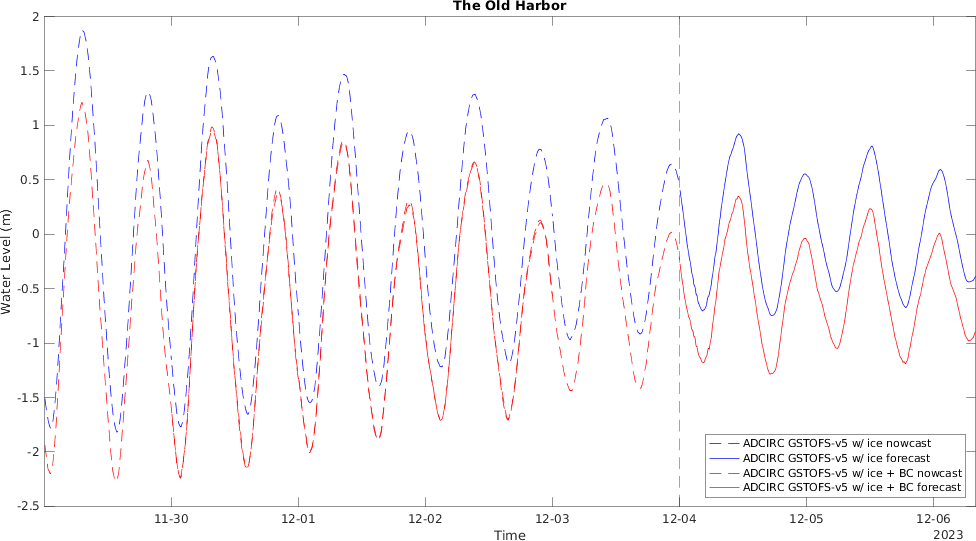 The Old Harbor
2
1.5
1
0.5
0
-0.5
-1
-1.5
-2
-2.5
Water Level (m)
11-30
12-01
12-02
12-03
12-04
12-05
12-06
Time
2023
ADCIRC GSTOFS-v5 w/ ice nowcast
ADCIRC GSTOFS-v5 w/ ice forecast
ADCIRC GSTOFS-v5 w/ ice + BC nowcast
ADCIRC GSTOFS-v5 w/ ice + BC forecast